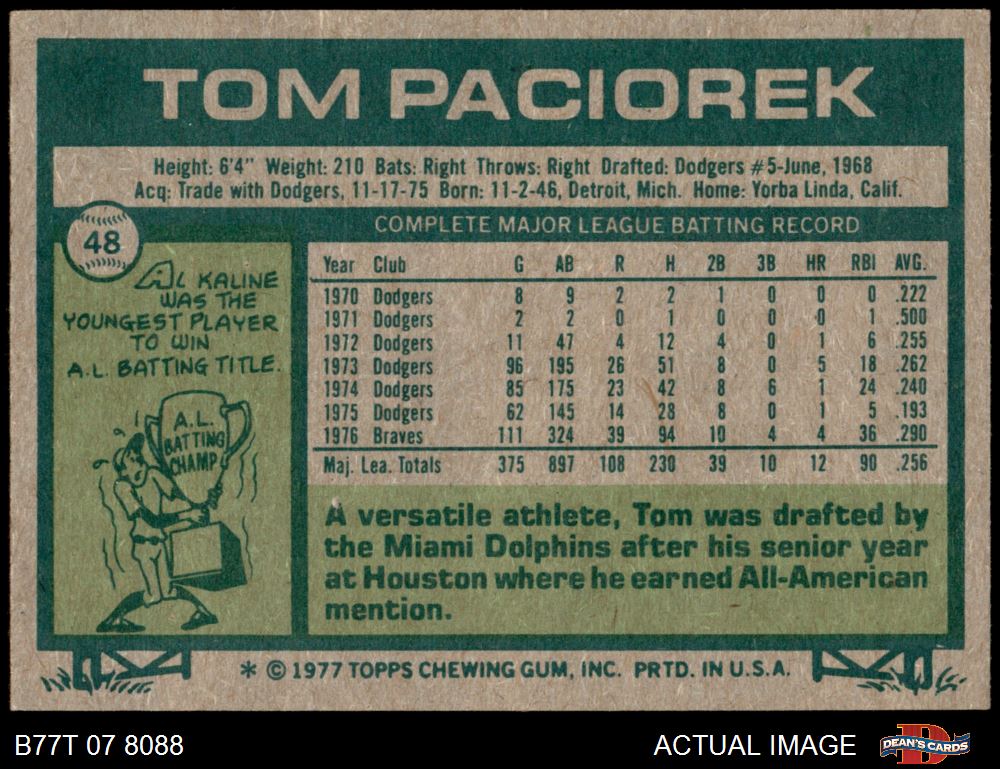 TOM PACIOREK
Height: 6'4" Weight: 210 Bats: Right Throws: Right Drafted: Dodgers #5-June, 1968
Acq: Trade with Dodgers, 11-17-75 Born: 11-2-46, Detroit, Mich. Home: Yorba Linda, Calif.
48
AL KALINE
WAS THE
YOUNGEST PLAYER
TO WIN
A.L. BATTING TITLE.
A.L.
BATTING
CHAMP
COMPLETE MAJOR LEAGUE BATTING RECORD
Year Club G AB R H 2B 3B HR RBI AVG.
1970 Dodgers 8 9 2 2 1 0 0 0 .222
1971 Dodgers 2 2 0 1 0 0 0 1 .500
1972 Dodgers 11 47 4 12 4 0 1 6 .255
1973 Dodgers 96 195 26 51 8 0 5 18 .262
1974 Dodgers 85 175 23 42 8 6 1 24 .240
1975 Dodgers 62 145 14 28 8 0 1 5 .193
1976 Braves 111 324 39 94 10 4 4 36 .290
Maj. Lea. Totals 375 897 108 230 39 10 12 90 .256
A versatile athlete, Tom was drafted by
the Miami Dolphins after his senior year
at Houston where he earned All-American
mention.
* © 1977 TOPPS CHEWING GUM, INC. PRTD. IN U.S.A.
B77T 07 8088
ACTUAL IMAGE
DEAN'S CARDS